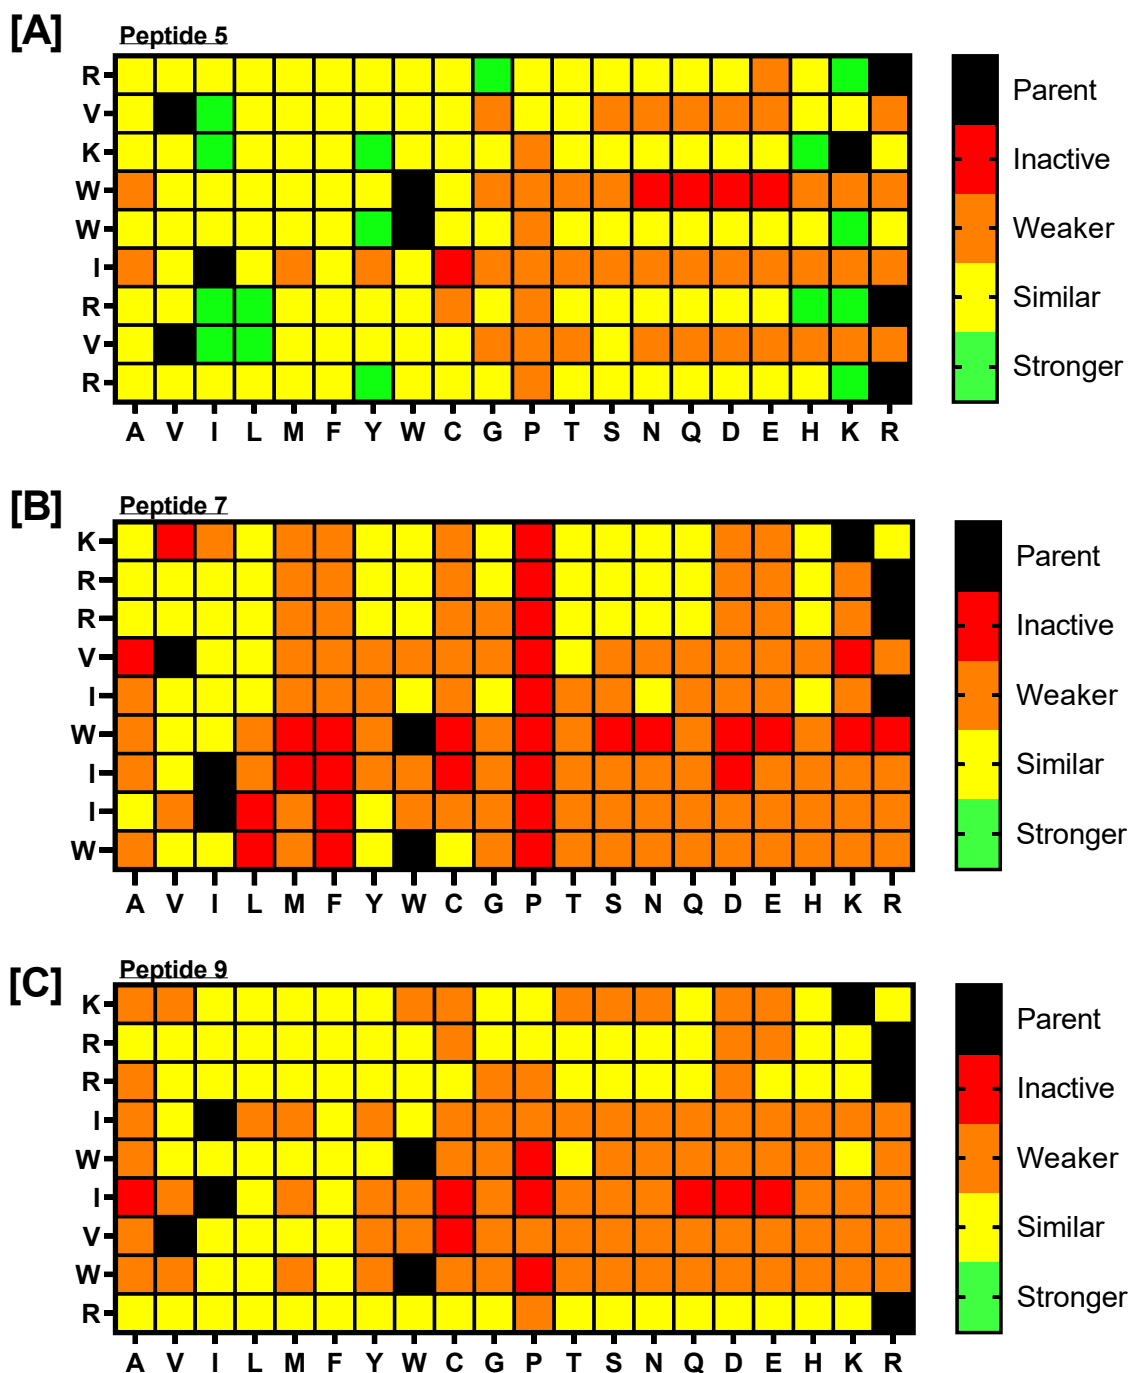 [A]
Peptide 5
R
V
K
W
W
I
R
V
R
A V I L M F Y W C G P T S N Q D E H K R
Parent
Inactive
Weaker
Similar
Stronger
[B]
Peptide 7
K
R
R
V
I
W
I
I
W
A V I L M F Y W C G P T S N Q D E H K R
Parent
Inactive
Weaker
Similar
Stronger
[C]
Peptide 9
K
R
R
I
W
I
V
W
R
A V I L M F Y W C G P T S N Q D E H K R
Parent
Inactive
Weaker
Similar
Stronger